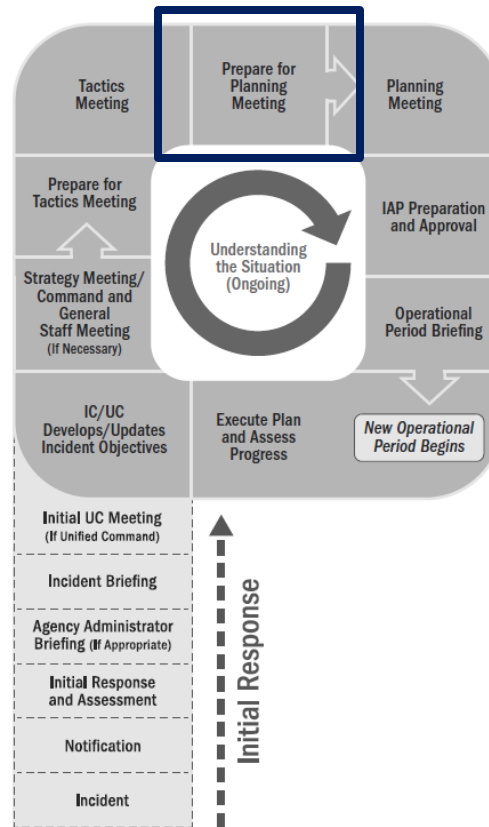 Tactics
Meeting
Prepare for
Planning
Meeting
Planning
Meeting
Prepare for
Tactics Meeting
IAP Preparation
and Approval
Understanding
the Situation
(Ongoing)
Strategy Meeting/
Command and
General
Staff Meeting
(If Necessary)
Operational
Period Briefing
IC/UC
Develops/Updates
Incident Objectives
Execute Plan
and Assess
Progress
New Operational
Period Begins
Initial UC Meeting
(If Unified Command)
Incident Briefing
Agency Administrator
Briefing (If Appropriate)
Initial Response
and Assessment
Notification
Incident
Initial Response